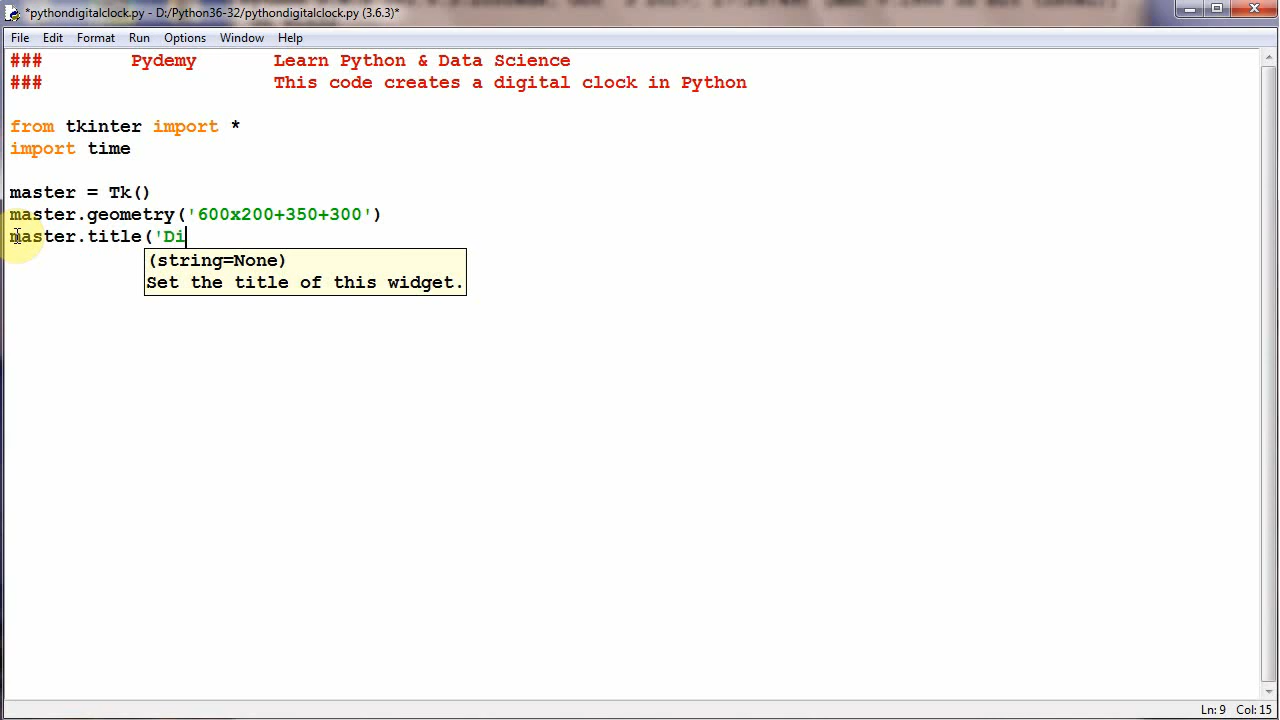 *pythondigitalclock.py - D:/Python36-32/pythondigitalclock.py (3.6.3)*
File Edit Format Run Options Window Help
### Pydemy Learn Python & Data Science
### This code creates a digital clock in Python
from tkinter import *
import time
master = Tk()
master.geometry('600x200+350+300')
master.title('Di
(string=None)
Set the title of this widget.
Ln: 9 Col: 15